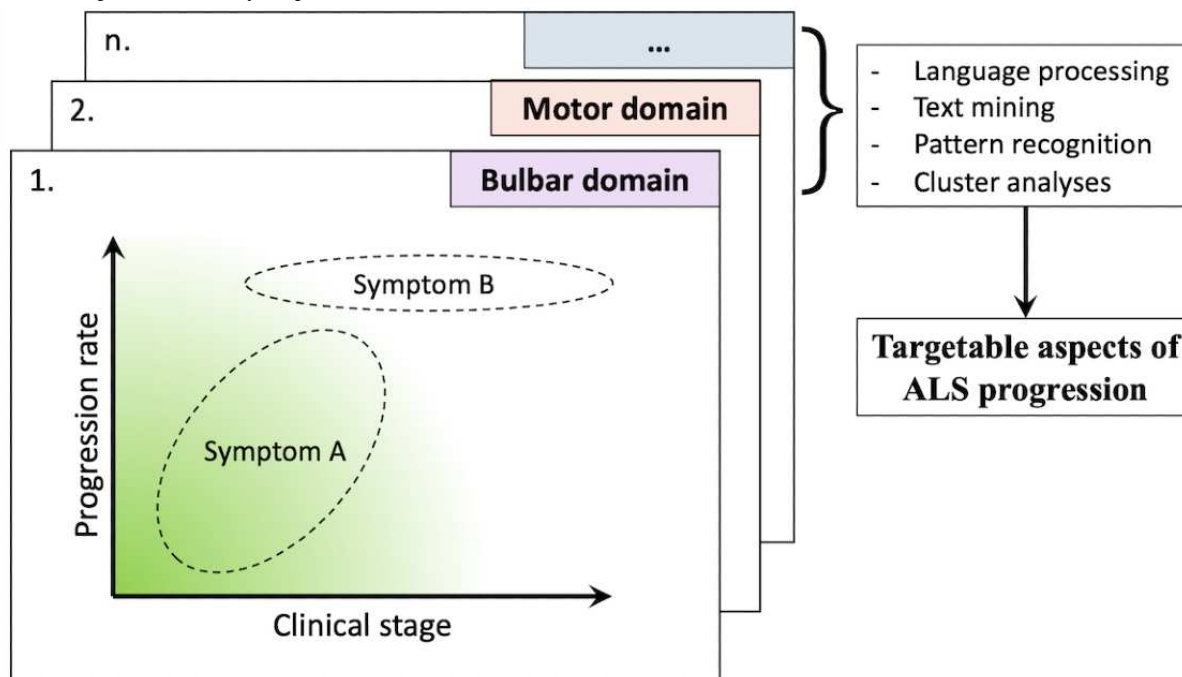 n.
...
2.
Motor domain
1.
Bulbar domain
Progression rate
Symptom B
Symptom A
Clinical stage
- Language processing
- Text mining
- Pattern recognition
- Cluster analyses
Targetable aspects of
ALS progression